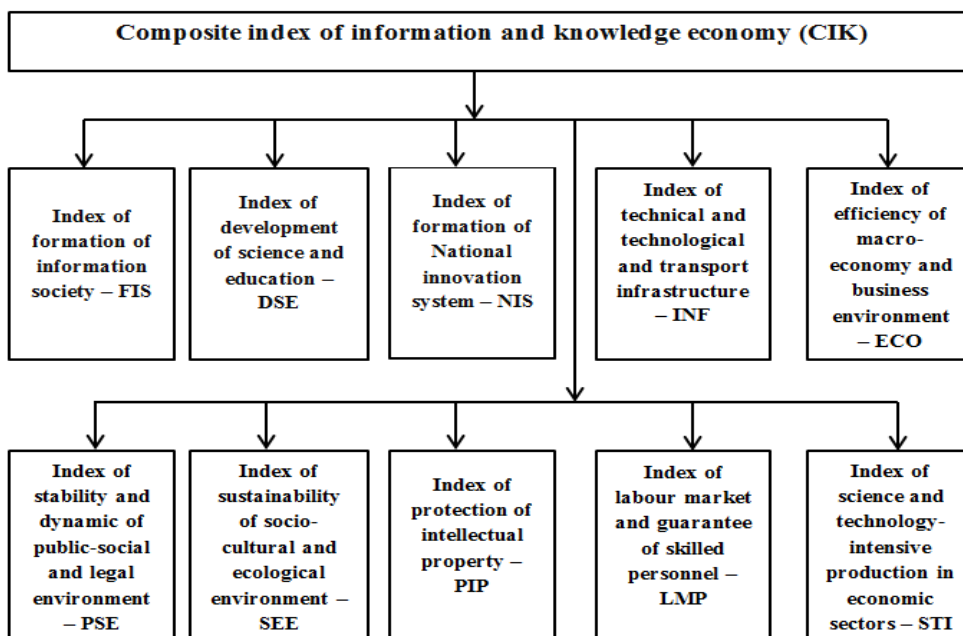 Composite index of information and knowledge economy (CIK)
Index of
formation of
information
society – FIS
Index of
development
of science and
education –
DSE
Index of
formation of
National
innovation
system – NIS
Index of
technical and
technological
and transport
infrastructure
– INF
Index of
efficiency of
macro-
economy and
business
environment
– ECO
Index of
stability and
dynamic of
public-social
and legal
environment
– PSE
Index of
sustainability
of socio-
cultural and
ecological
environment –
SEE
Index of
protection of
intellectual
property –
PIP
Index of
labour market
and guarantee
of skilled
personnel –
LMP
Index of
science and
technology-
intensive
production in
economic
sectors – STI